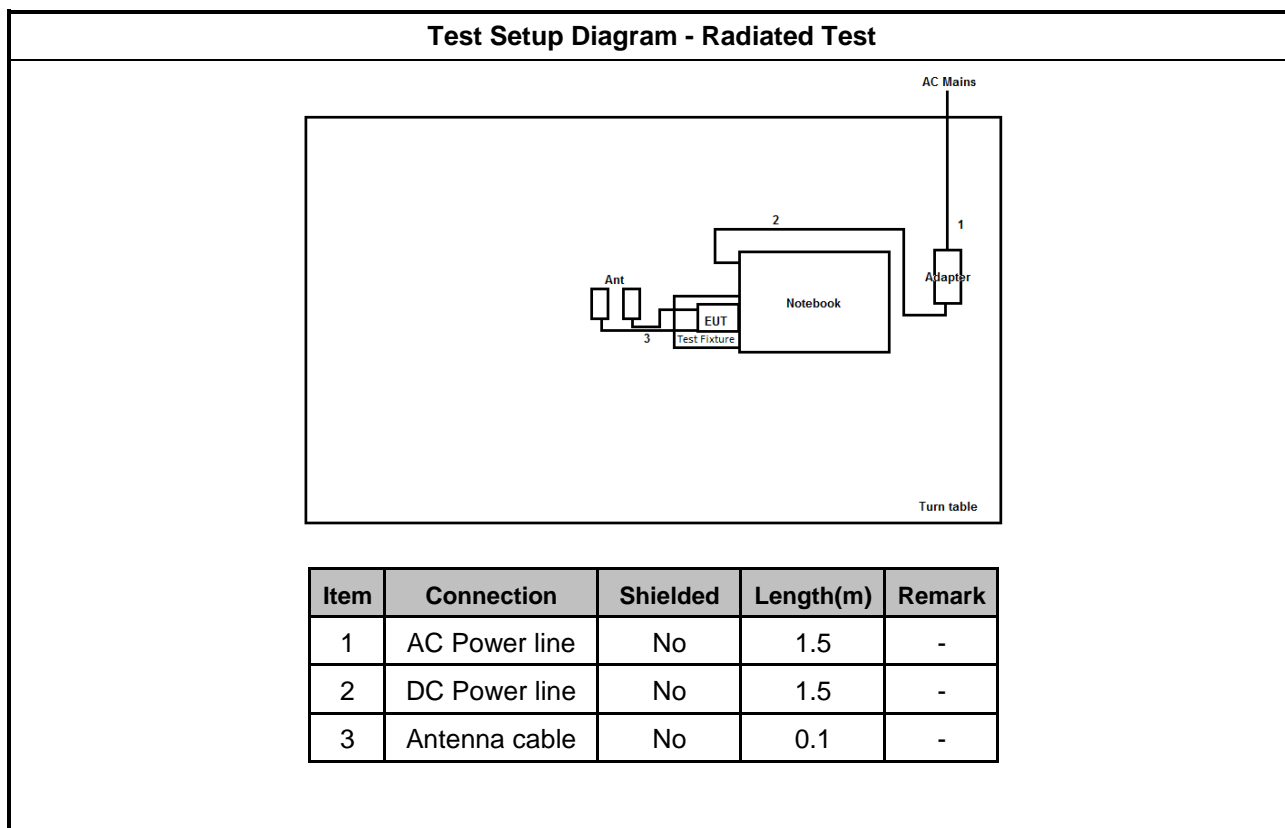 Test Setup Diagram - Radiated Test
AC Mains
2
1
Ant
Adapter
Notebook
EUT
3
Test Fixture
Turn table
Item Connection Shielded Length(m) Remark
1 AC Power line No 1.5 -
2 DC Power line No 1.5 -
3 Antenna cable No 0.1 -